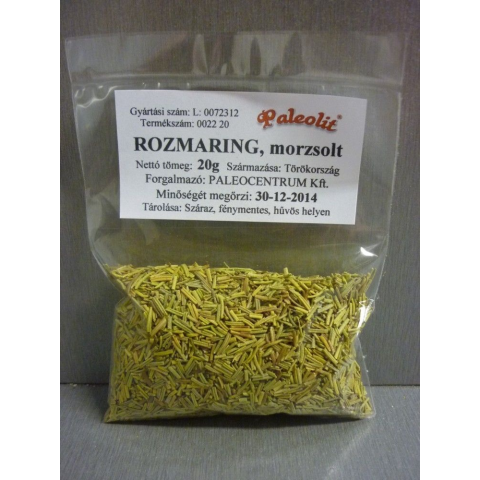 Gyártási szám: L: 0072312
Termékszám: 0022 20
Paleolit®
ROZMARING, morzsolt
Nettó tömeg: 20g Származása: Törökország
Forgalmazó: PALEOCENTRUM Kft.
Minőségét megőrzi: 30-12-2014
Tárolása: Száraz, fénymentes, hűvös helyen